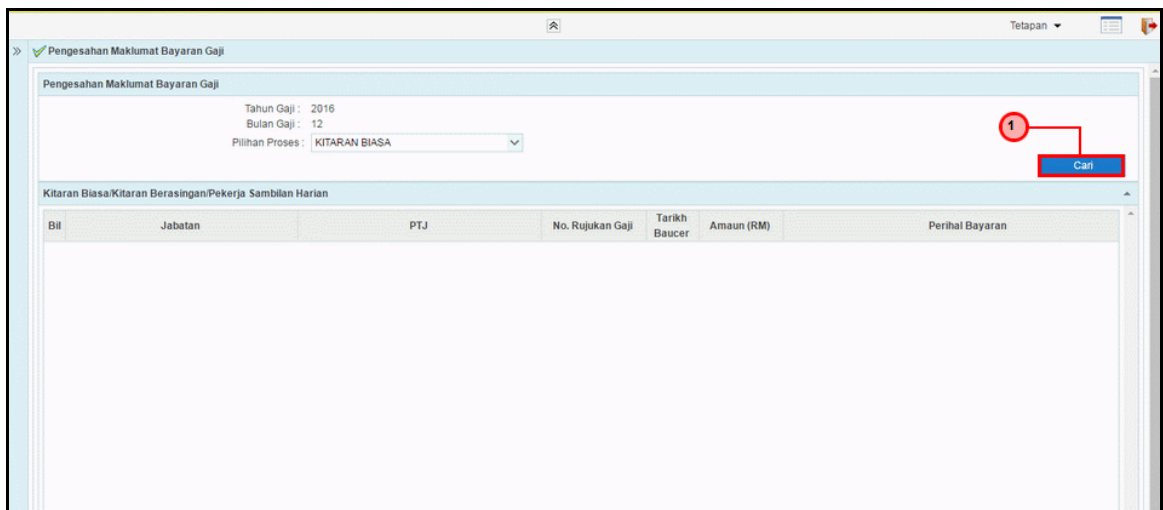 Tetapan
Pengesahan Maklumat Bayaran Gaji
Pengesahan Maklumat Bayaran Gaji
Tahun Gaji : 2016
Bulan Gaji : 12
Pilihan Proses : KITARAN BIASA
1
Cari
Kitaran Biasa/Kitaran Berasingan/Pekerja Sambilan Harian
Bil Jabatan PTJ No. Rujukan Gaji Tarikh Baucer Amaun (RM) Perihal Bayaran